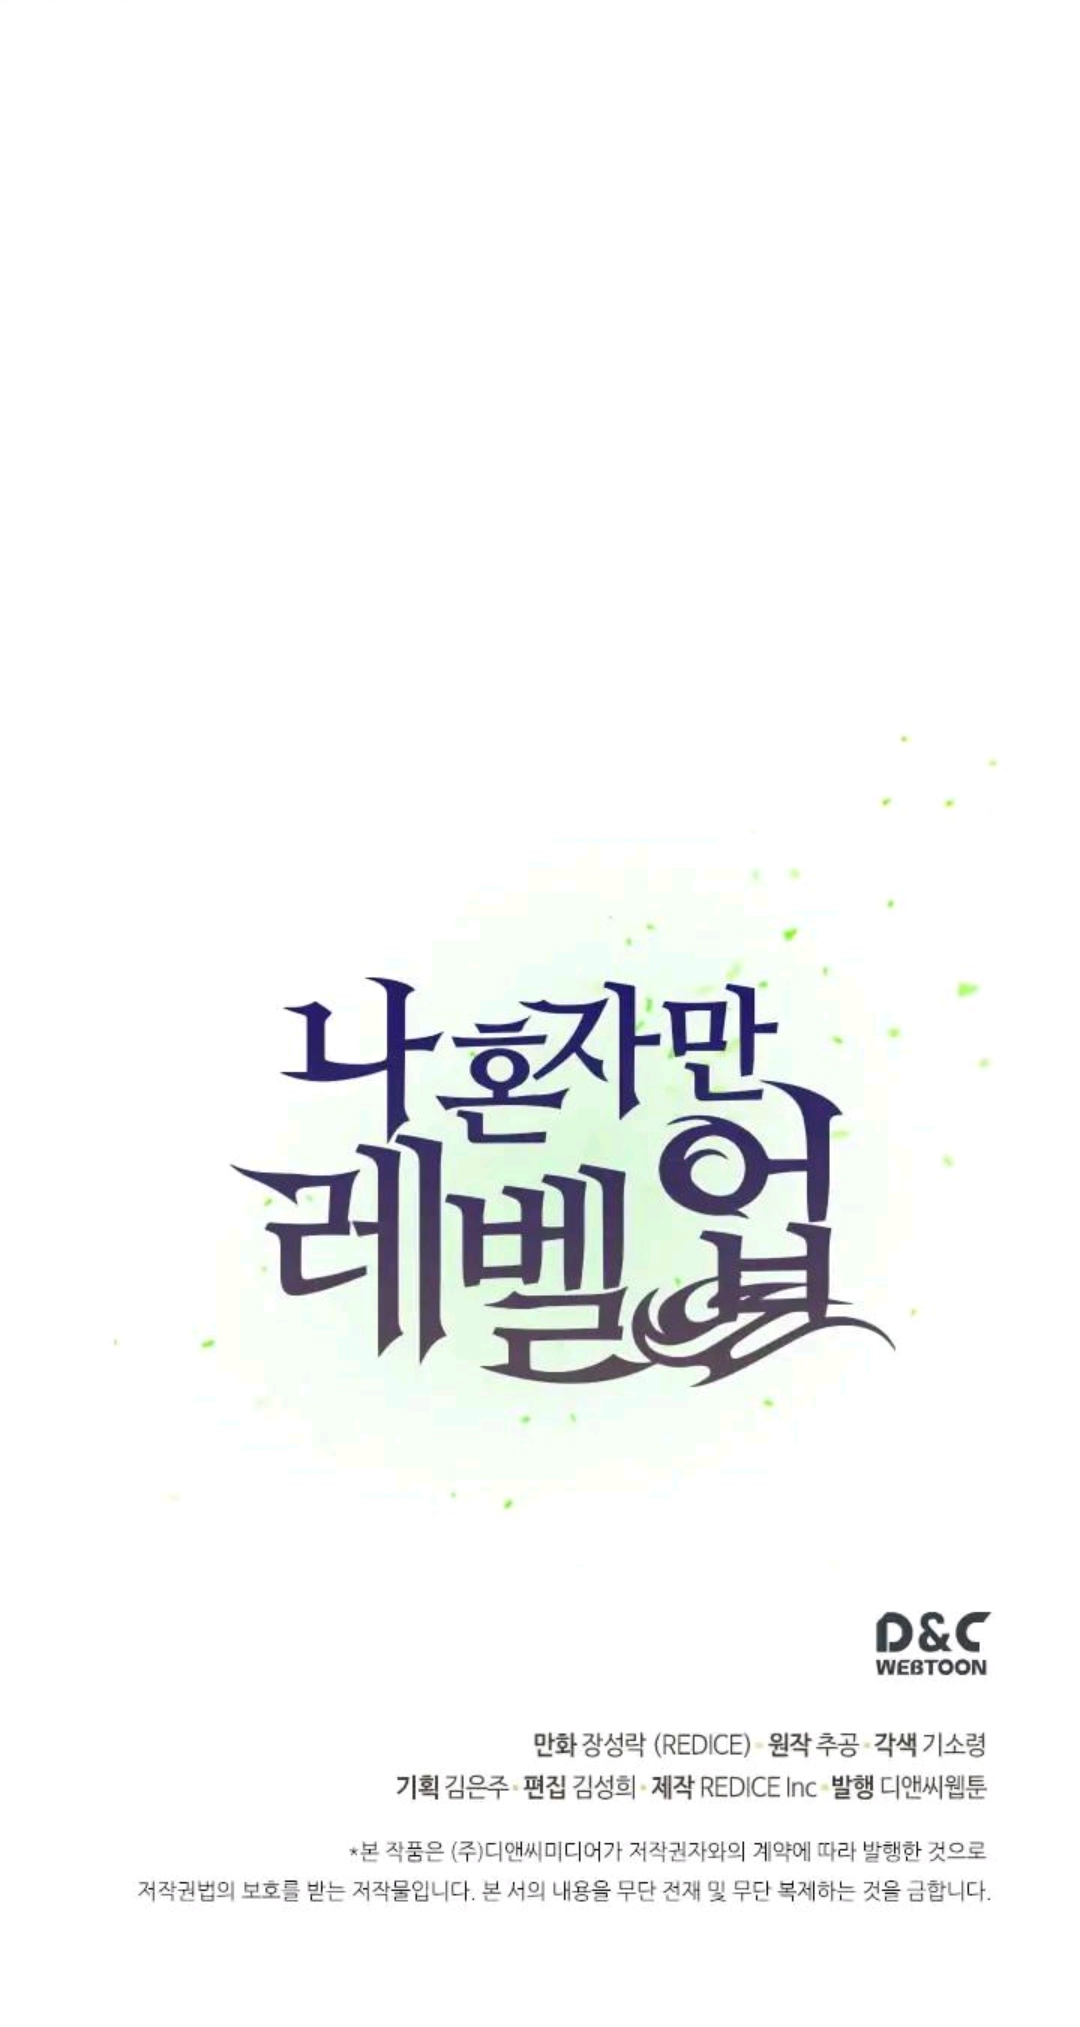 나 혼자만
레벨업
D&C
WEBTOON
만화 장성락 (REDICE) · 원작 추공 · 각색 기소령
기획 김은주 · 편집 김성희 · 제작 REDICE Inc · 발행 디앤씨웹툰
*본 작품은 (주)디앤씨미디어가 저작권자와의 계약에 따라 발행한 것으로
저작권법의 보호를 받는 저작물입니다. 본 서의 내용을 무단 전재 및 무단 복제하는 것을 금합니다.